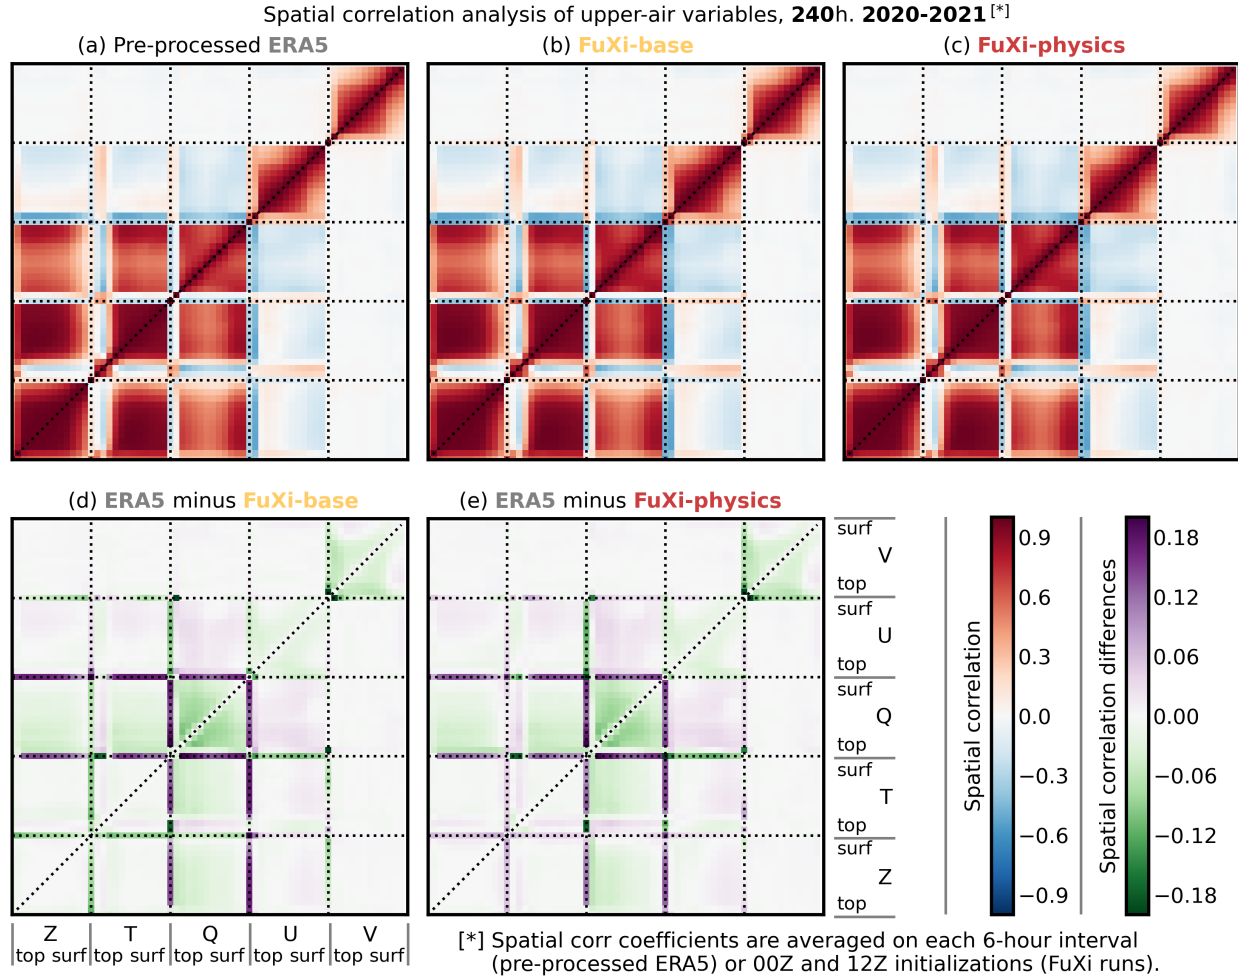 Spatial correlation analysis of upper-air variables, 240h. 2020-2021 [*]
(a) Pre-processed ERA5
(b) FuXi-base
(c) FuXi-physics
(d) ERA5 minus FuXi-base
(e) ERA5 minus FuXi-physics
surf
V
top
surf
U
top
surf
Q
top
surf
T
top
surf
Z
top
Spatial correlation
0.9
0.6
0.3
0.0
−0.3
−0.6
−0.9
Spatial correlation differences
0.18
0.12
0.06
0.00
−0.06
−0.12
−0.18
Z T Q U V
top surf top surf top surf top surf top surf
[*] Spatial corr coefficients are averaged on each 6-hour interval
(pre-processed ERA5) or 00Z and 12Z initializations (FuXi runs).